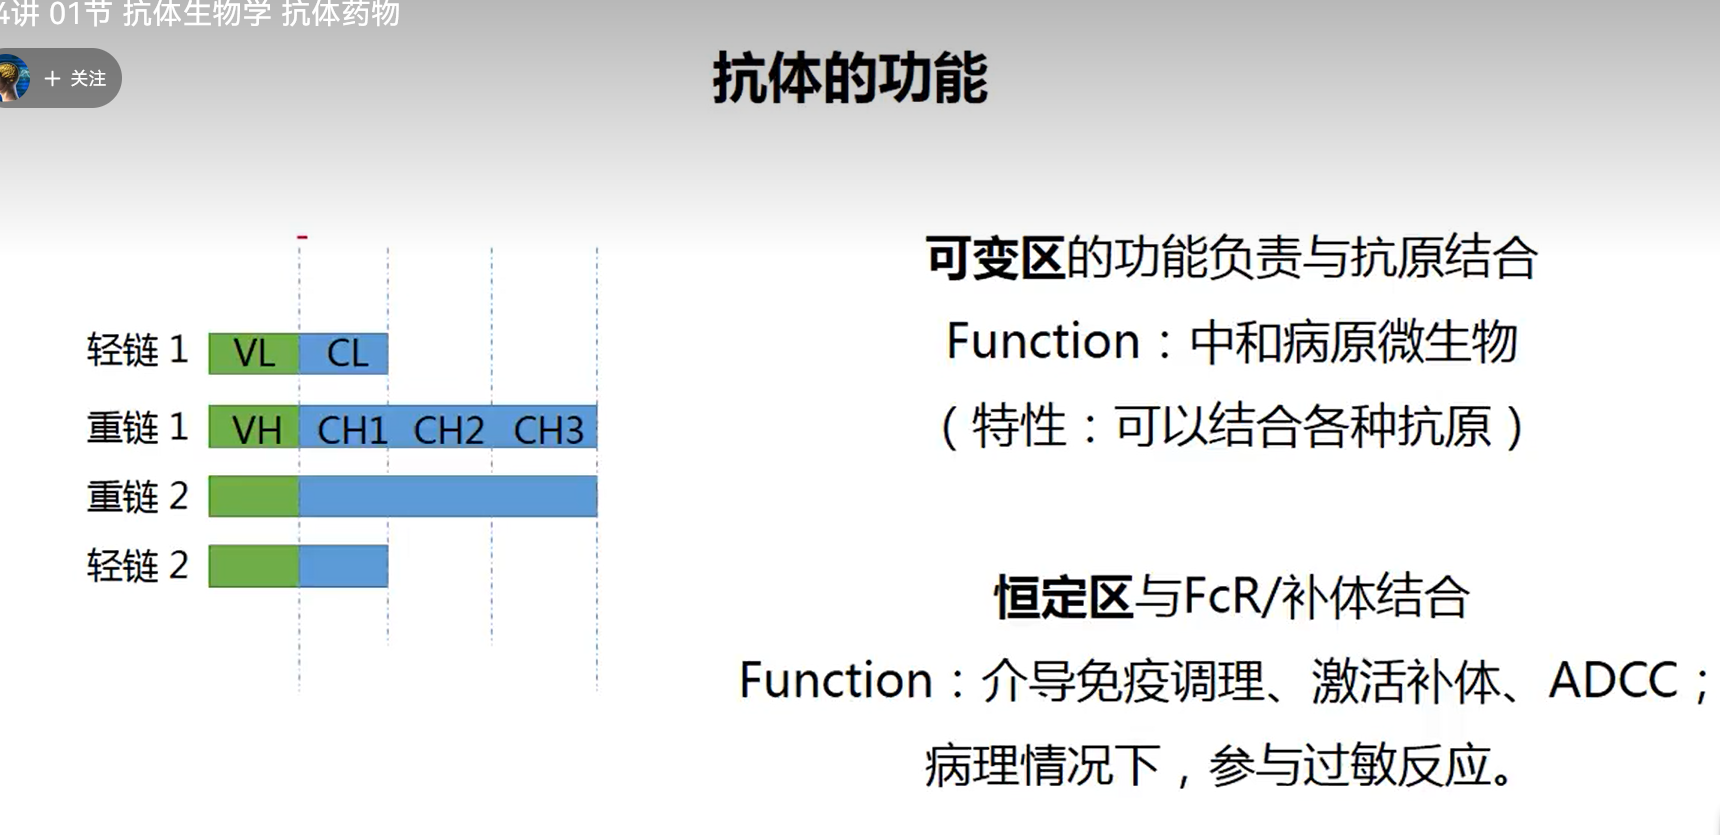 4讲 01节 抗体生物学 抗体药物
+ 关注
抗体的功能
可变区的功能负责与抗原结合
Function：中和病原微生物
（特性：可以结合各种抗原）
轻链 1 VL CL
重链 1 VH CH1 CH2 CH3
重链 2
轻链 2
恒定区与FcR/补体结合
Function：介导免疫调理、激活补体、ADCC；
病理情况下，参与过敏反应。